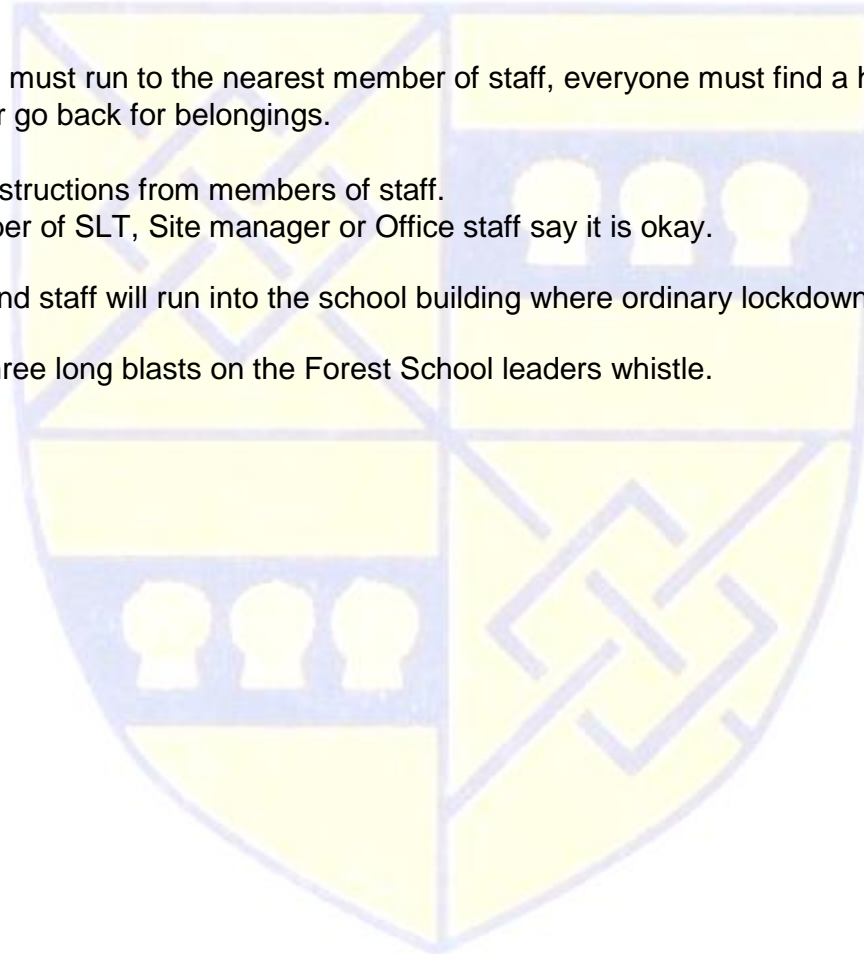 must run to the nearest member of staff, everyone must find a h
go back for belongings.
structions from members of staff.
of SLT, Site manager or Office staff say it is okay.
nd staff will run into the school building where ordinary lockdown
ree long blasts on the Forest School leaders whistle.